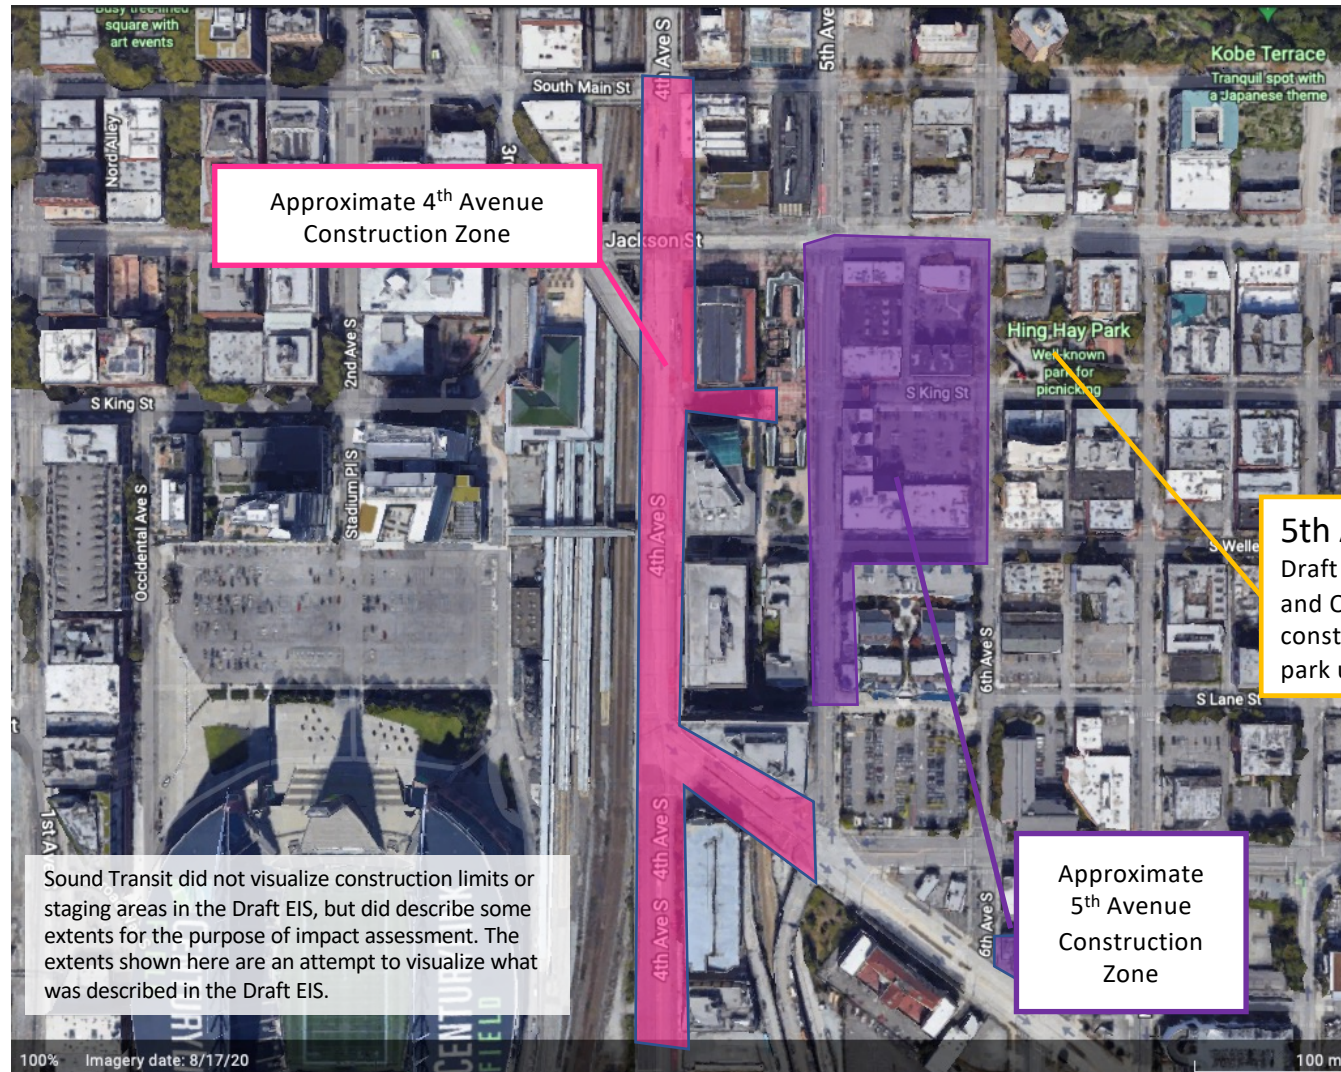 Busy tree-lined
square with
art events
4th Ave S
5th Ave
Kobe Terrace
Tranquil spot with
a Japanese theme
South Main St
Nord Alley
3r
Approximate 4th Avenue
Construction Zone
Jackson St
Hing Hay Park
Well-known
park for
picnicking
2nd Ave S
S King St
S King St
Occidental Ave S
Stadium Pl S
4th Ave S
5th
Draft
and C
const
park u
S Welle
6th Ave S
S Lane St
1st Av
4th Ave S
4th Ave S
6th Ave S
Approximate
5th Avenue
Construction
Zone
Sound Transit did not visualize construction limits or
staging areas in the Draft EIS, but did describe some
extents for the purpose of impact assessment. The
extents shown here are an attempt to visualize what
was described in the Draft EIS.
CENTURYLINK
FIELD
100%
Imagery date: 8/17/20
100 m